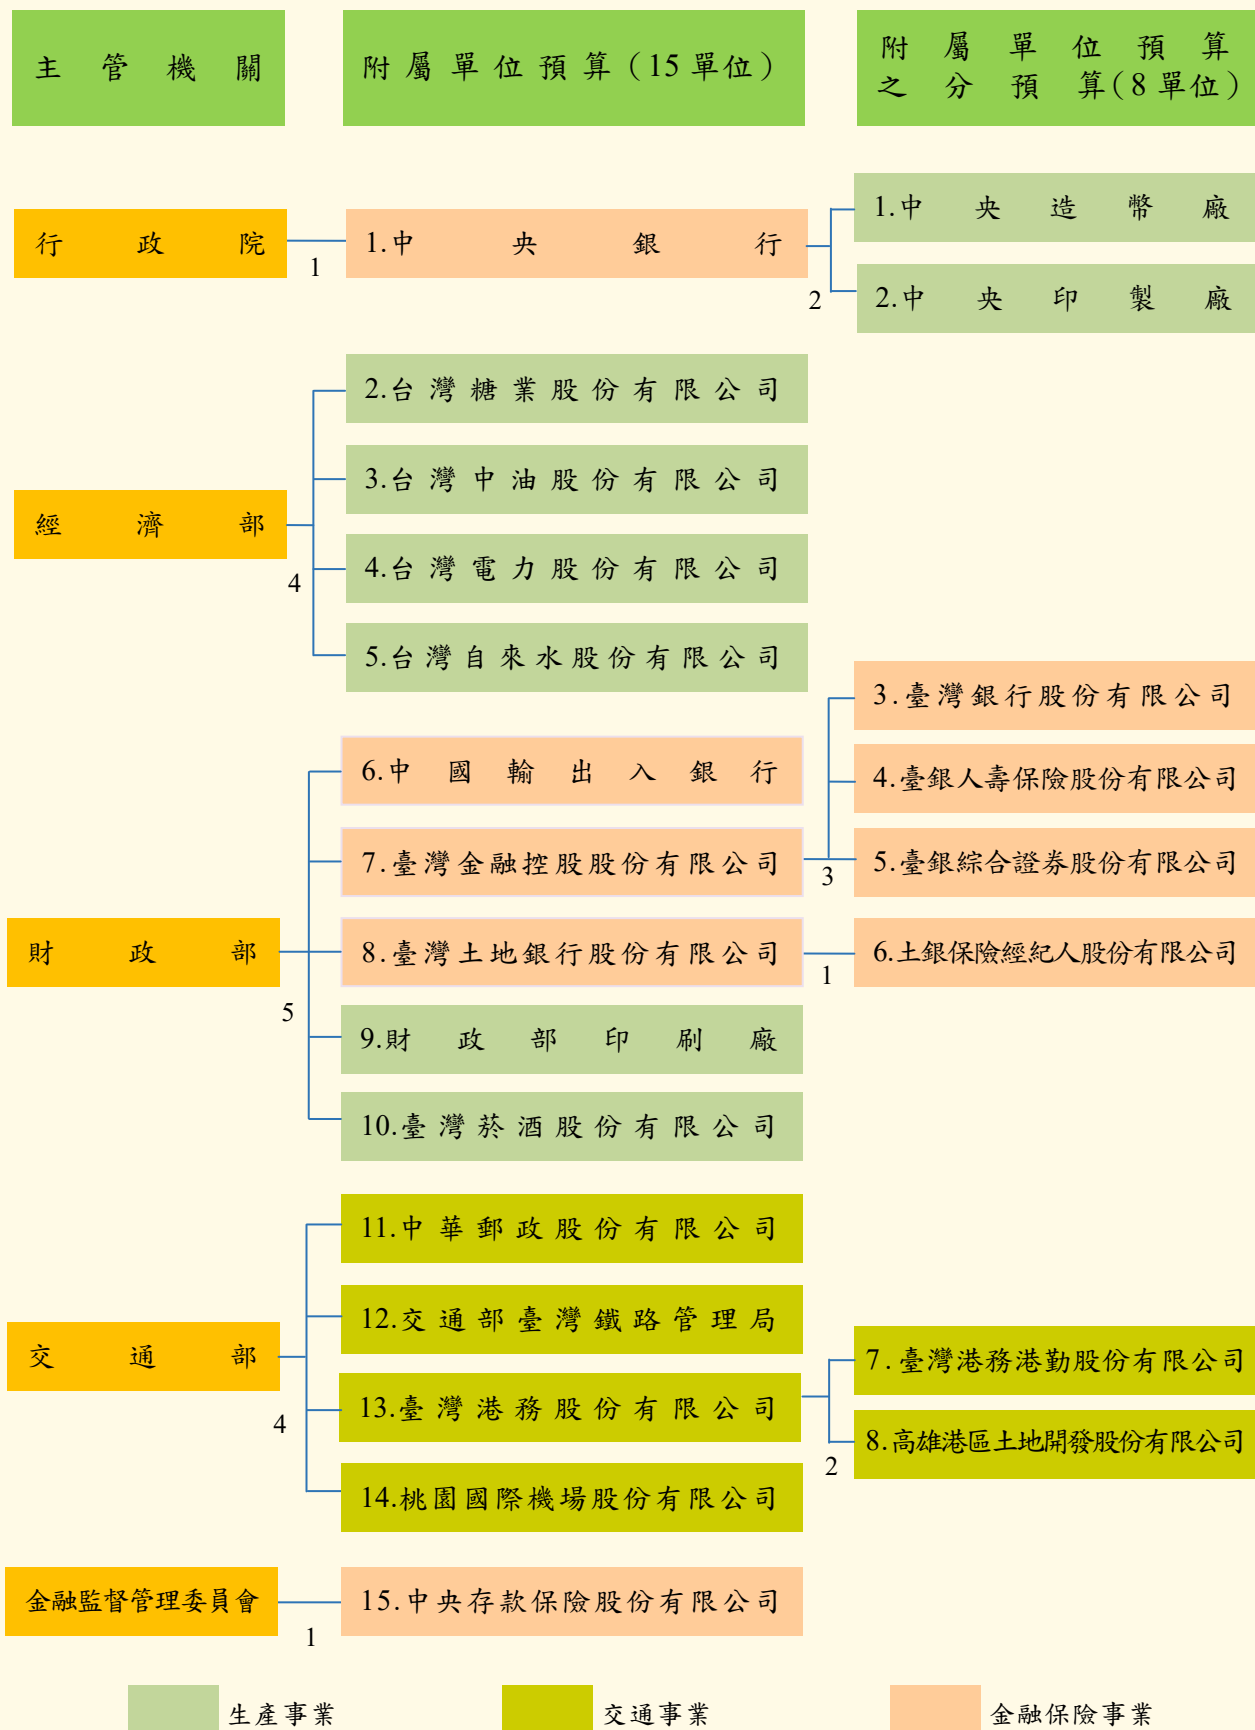 主管機關
附屬單位預算(15單位)
附屬單位預算
之分預算(8單位)
行政院
1
1.中央銀行
2
1.中央造幣廠
2.中央印製廠
經濟部
4
2.台灣糖業股份有限公司
3.台灣中油股份有限公司
4.台灣電力股份有限公司
5.台灣自來水股份有限公司
財政部
5
6.中國輸出入銀行
7.臺灣金融控股股份有限公司
3
3.臺灣銀行股份有限公司
4.臺銀人壽保險股份有限公司
5.臺銀綜合證券股份有限公司
8.臺灣土地銀行股份有限公司
1
6.土銀保險經紀人股份有限公司
9.財政部印刷廠
10.臺灣菸酒股份有限公司
交通部
4
11.中華郵政股份有限公司
12.交通部臺灣鐵路管理局
13.臺灣港務股份有限公司
2
7.臺灣港務港勤股份有限公司
8.高雄港區土地開發股份有限公司
14.桃園國際機場股份有限公司
金融監督管理委員會
1
15.中央存款保險股份有限公司
生產事業
交通事業
金融保險事業